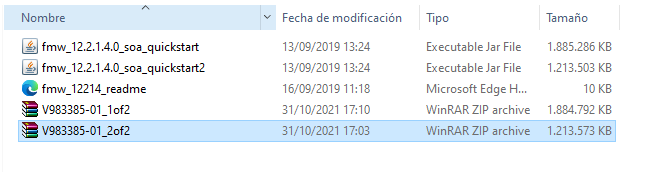 Nombre Fecha de modificación Tipo Tamaño
fmw_12.2.1.4.0_soa_quickstart 13/09/2019 13:24 Executable Jar File 1.885.286 KB
fmw_12.2.1.4.0_soa_quickstart2 13/09/2019 13:24 Executable Jar File 1.213.503 KB
fmw_12214_readme 16/09/2019 11:18 Microsoft Edge H... 10 KB
V983385-01_1of2 31/10/2021 17:10 WinRAR ZIP archive 1.884.792 KB
V983385-01_2of2 31/10/2021 17:03 WinRAR ZIP archive 1.213.573 KB